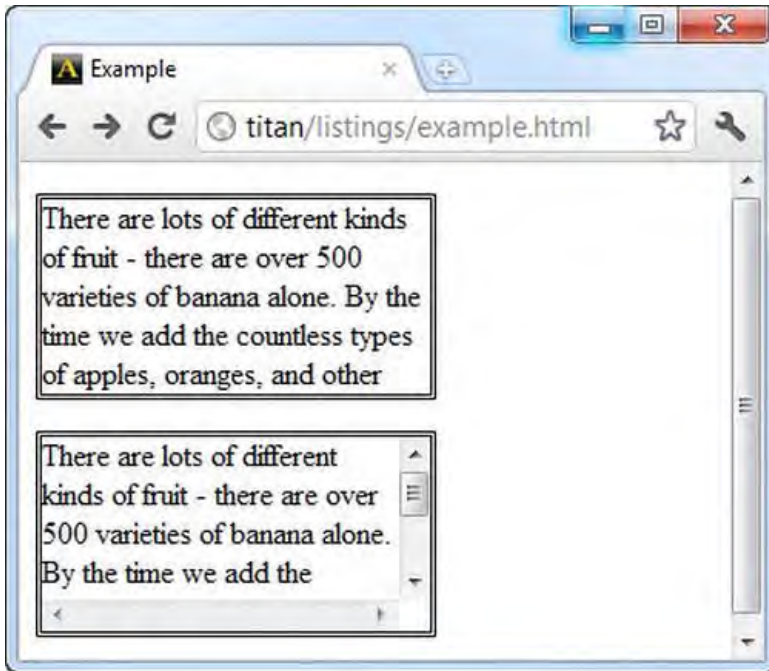 Example
titan/listings/example.html
There are lots of different kinds
of fruit - there are over 500
varieties of banana alone. By the
time we add the countless types
of apples, oranges, and other
There are lots of different
kinds of fruit - there are over
500 varieties of banana alone.
By the time we add the